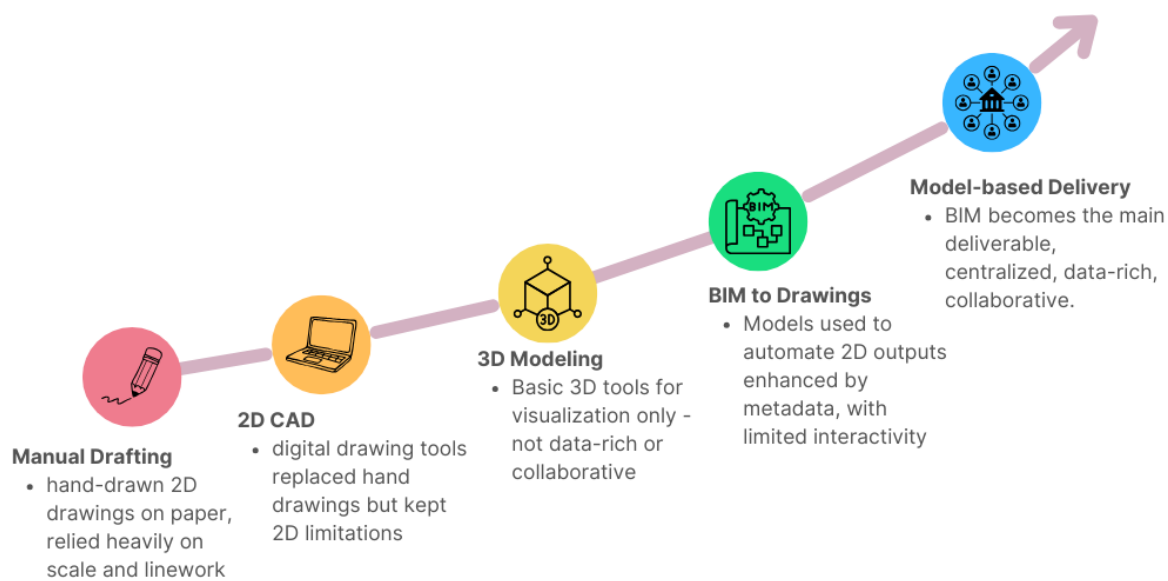 Manual Drafting
• hand-drawn 2D
drawings on paper,
relied heavily on
scale and linework
2D CAD
• digital drawing tools
replaced hand
drawings but kept
2D limitations
3D
3D Modeling
• Basic 3D tools for
visualization only -
not data-rich or
collaborative
BIM
BIM to Drawings
• Models used to
automate 2D outputs
enhanced by
metadata, with
limited interactivity
Model-based Delivery
• BIM becomes the main
deliverable,
centralized, data-rich,
collaborative.